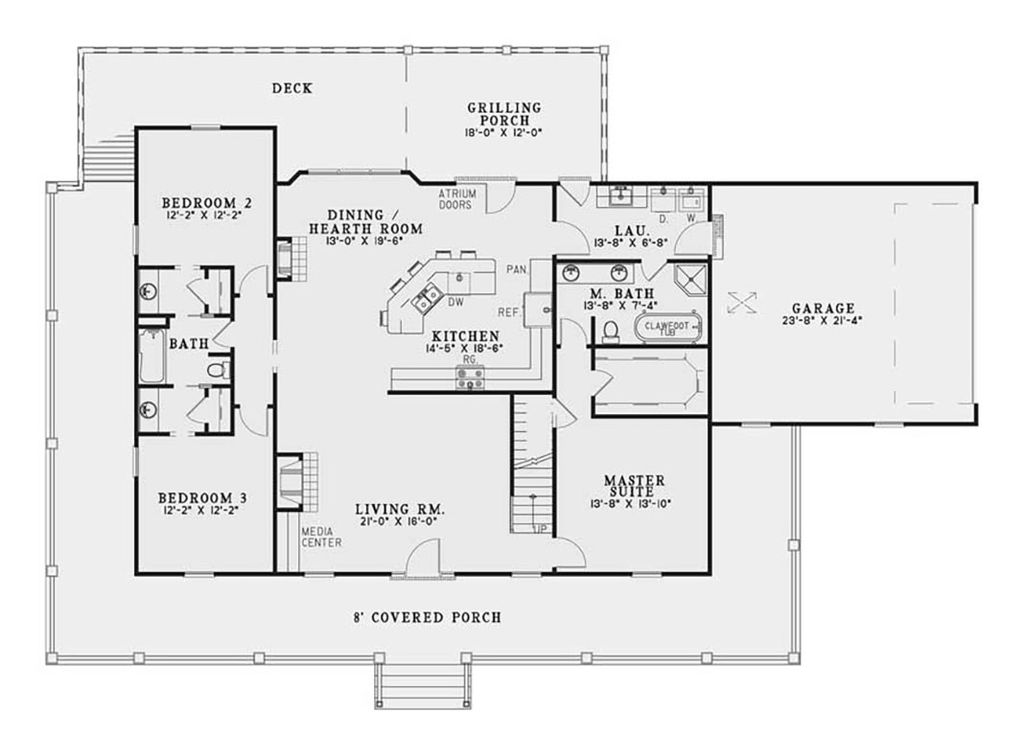 DECK
GRILLING
PORCH
18'-0" X 12'-0"
ATRIUM
DOORS
BEDROOM 2
12'-2" X 12'-2"
DINING /
HEARTH ROOM
13'-0" X 19'-6"
D.
W.
LAU.
13'-8" X 6'-8"
PAN.
DW
REF.
M. BATH
13'-8" X 7'-4"
CLAWFOOT
TUB
GARAGE
23'-8" X 21'-4"
BATH
KITCHEN
14'-5" X 18'-6"
RG.
BEDROOM 3
12'-2" X 12'-2"
MASTER
SUITE
13'-8" X 13'-10"
LIVING RM.
21'-0" X 16'-0"
UP
MEDIA
CENTER
8' COVERED PORCH